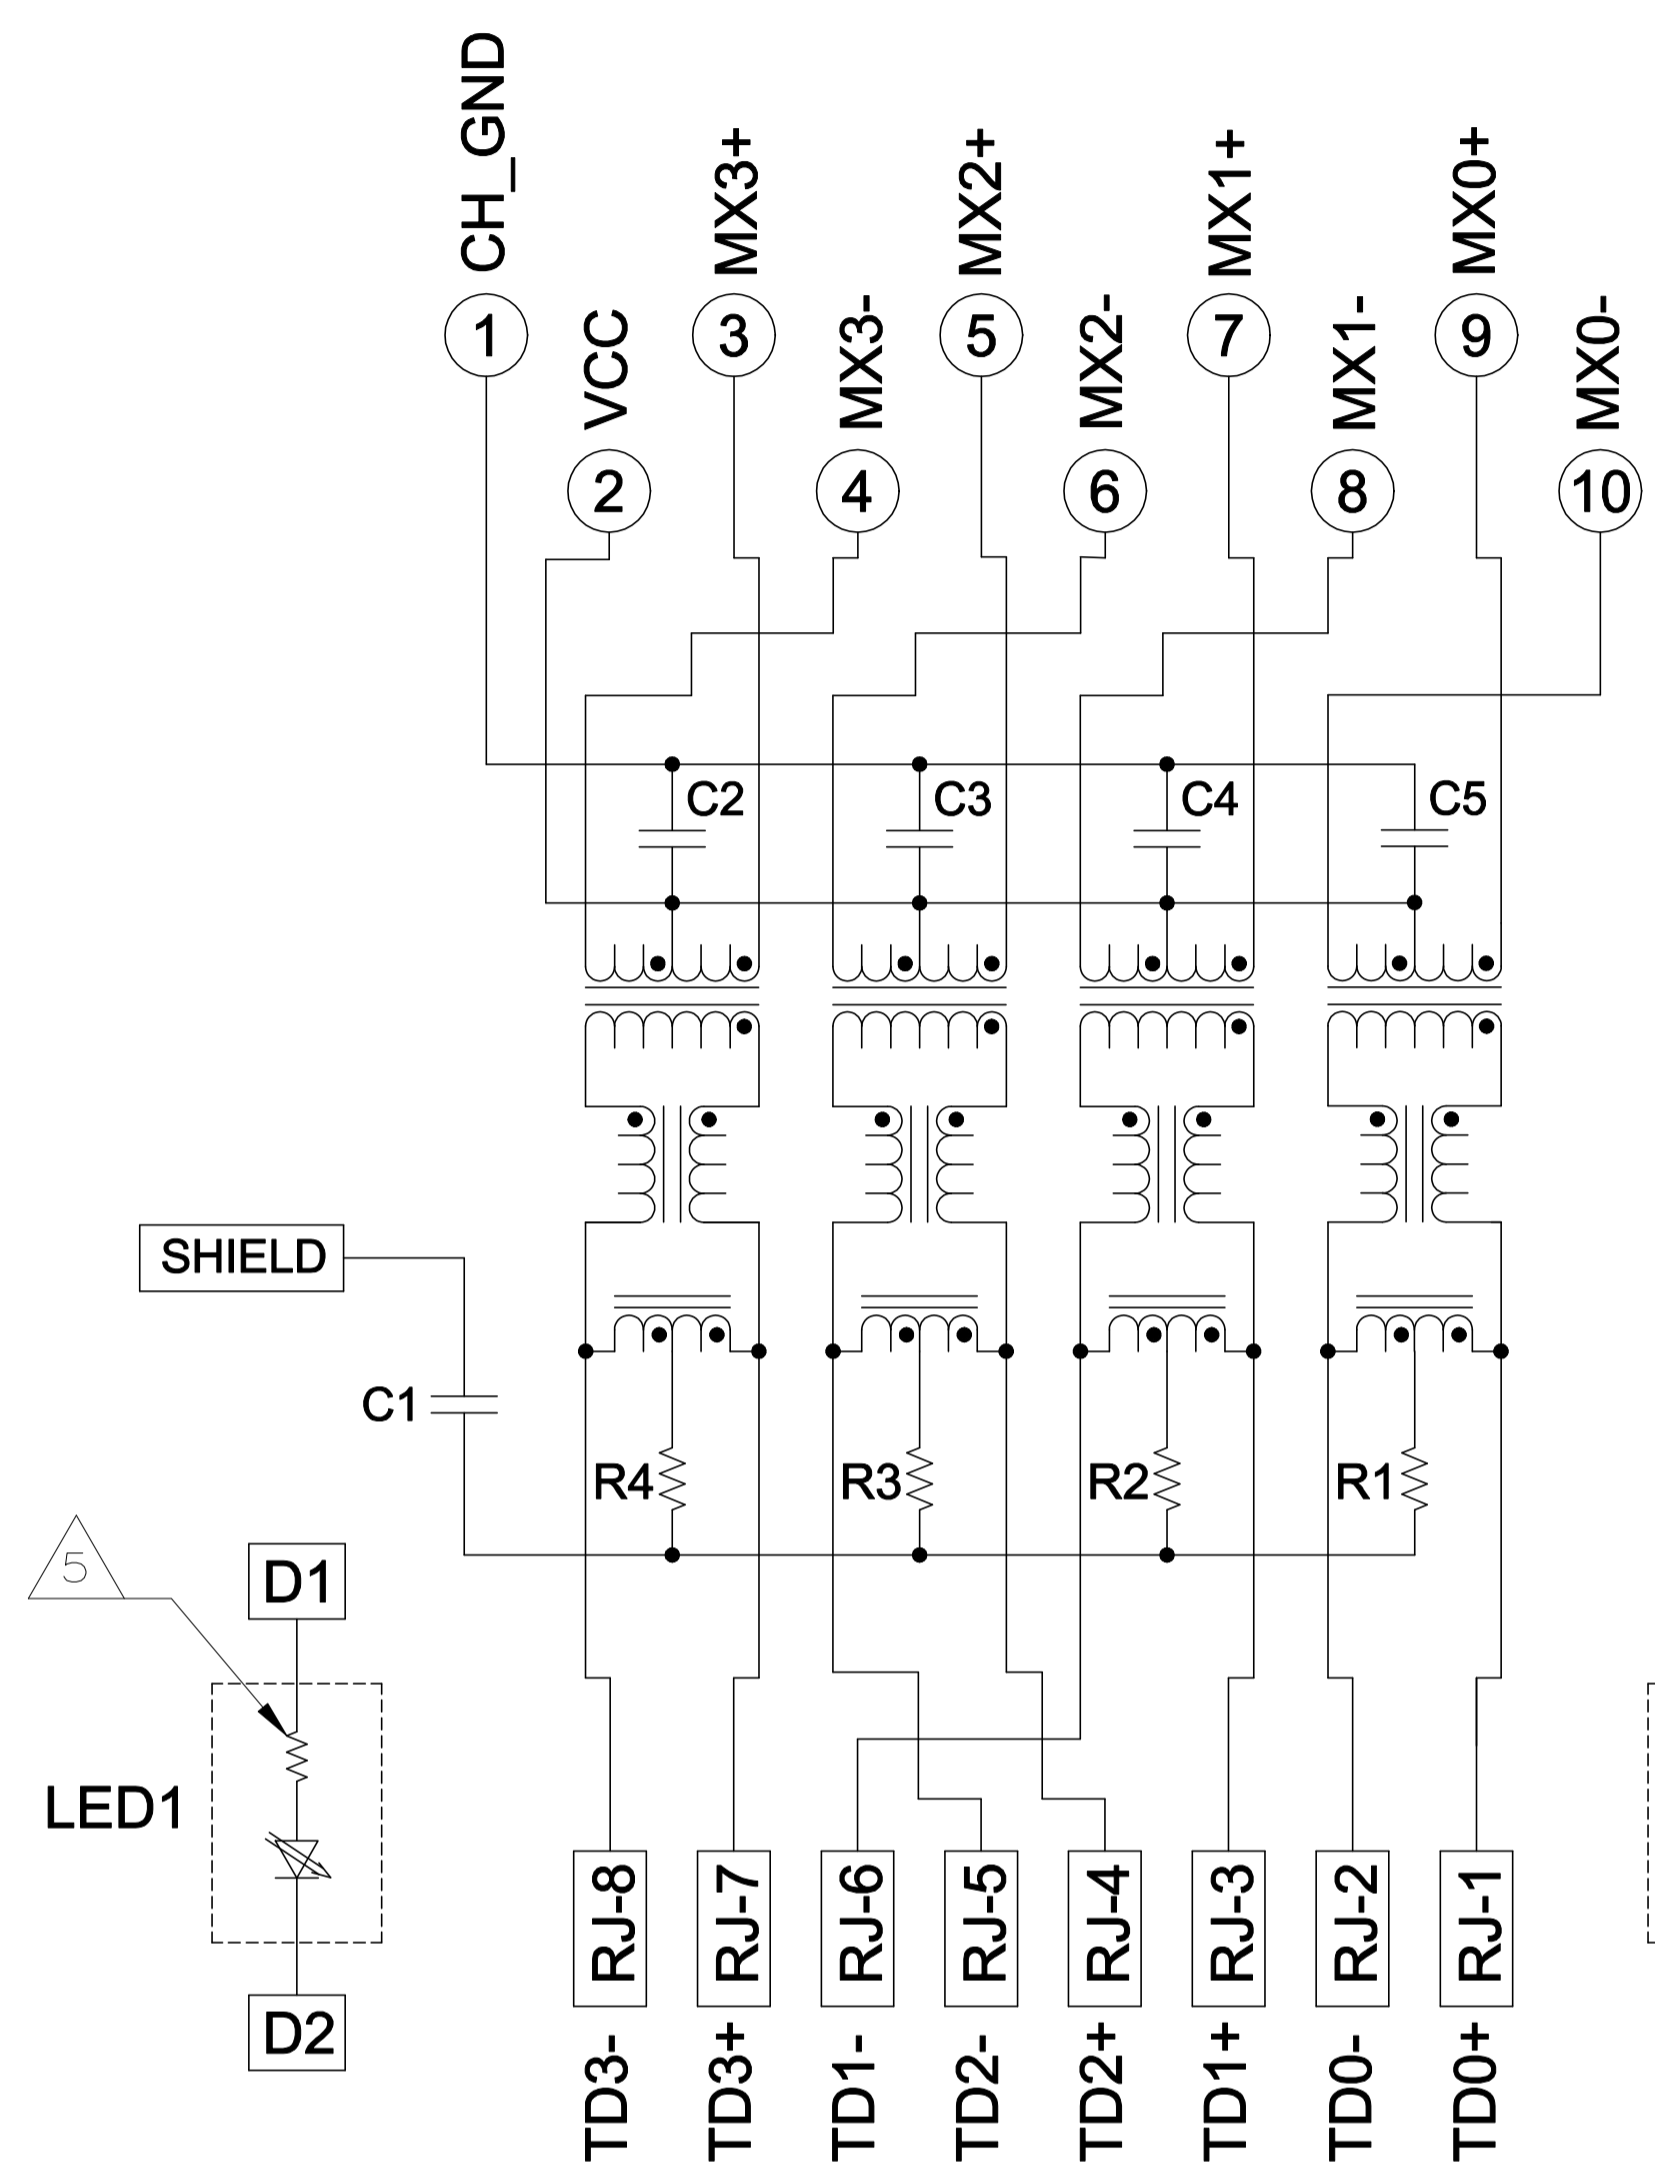 CH_GND
MX3+
MX2+
MX1+
MX0+
1
3
5
7
9
VCC
MX3-
MX2-
MX1-
MX0-
2
4
6
8
10
C2
C3
C4
C5
SHIELD
C1
R4
R3
R2
R1
5
D1
LED1
D2
RJ-8
RJ-7
RJ-6
RJ-5
RJ-4
RJ-3
RJ-2
RJ-1
TD3-
TD3+
TD1-
TD2-
TD2+
TD1+
TD0-
TD0+